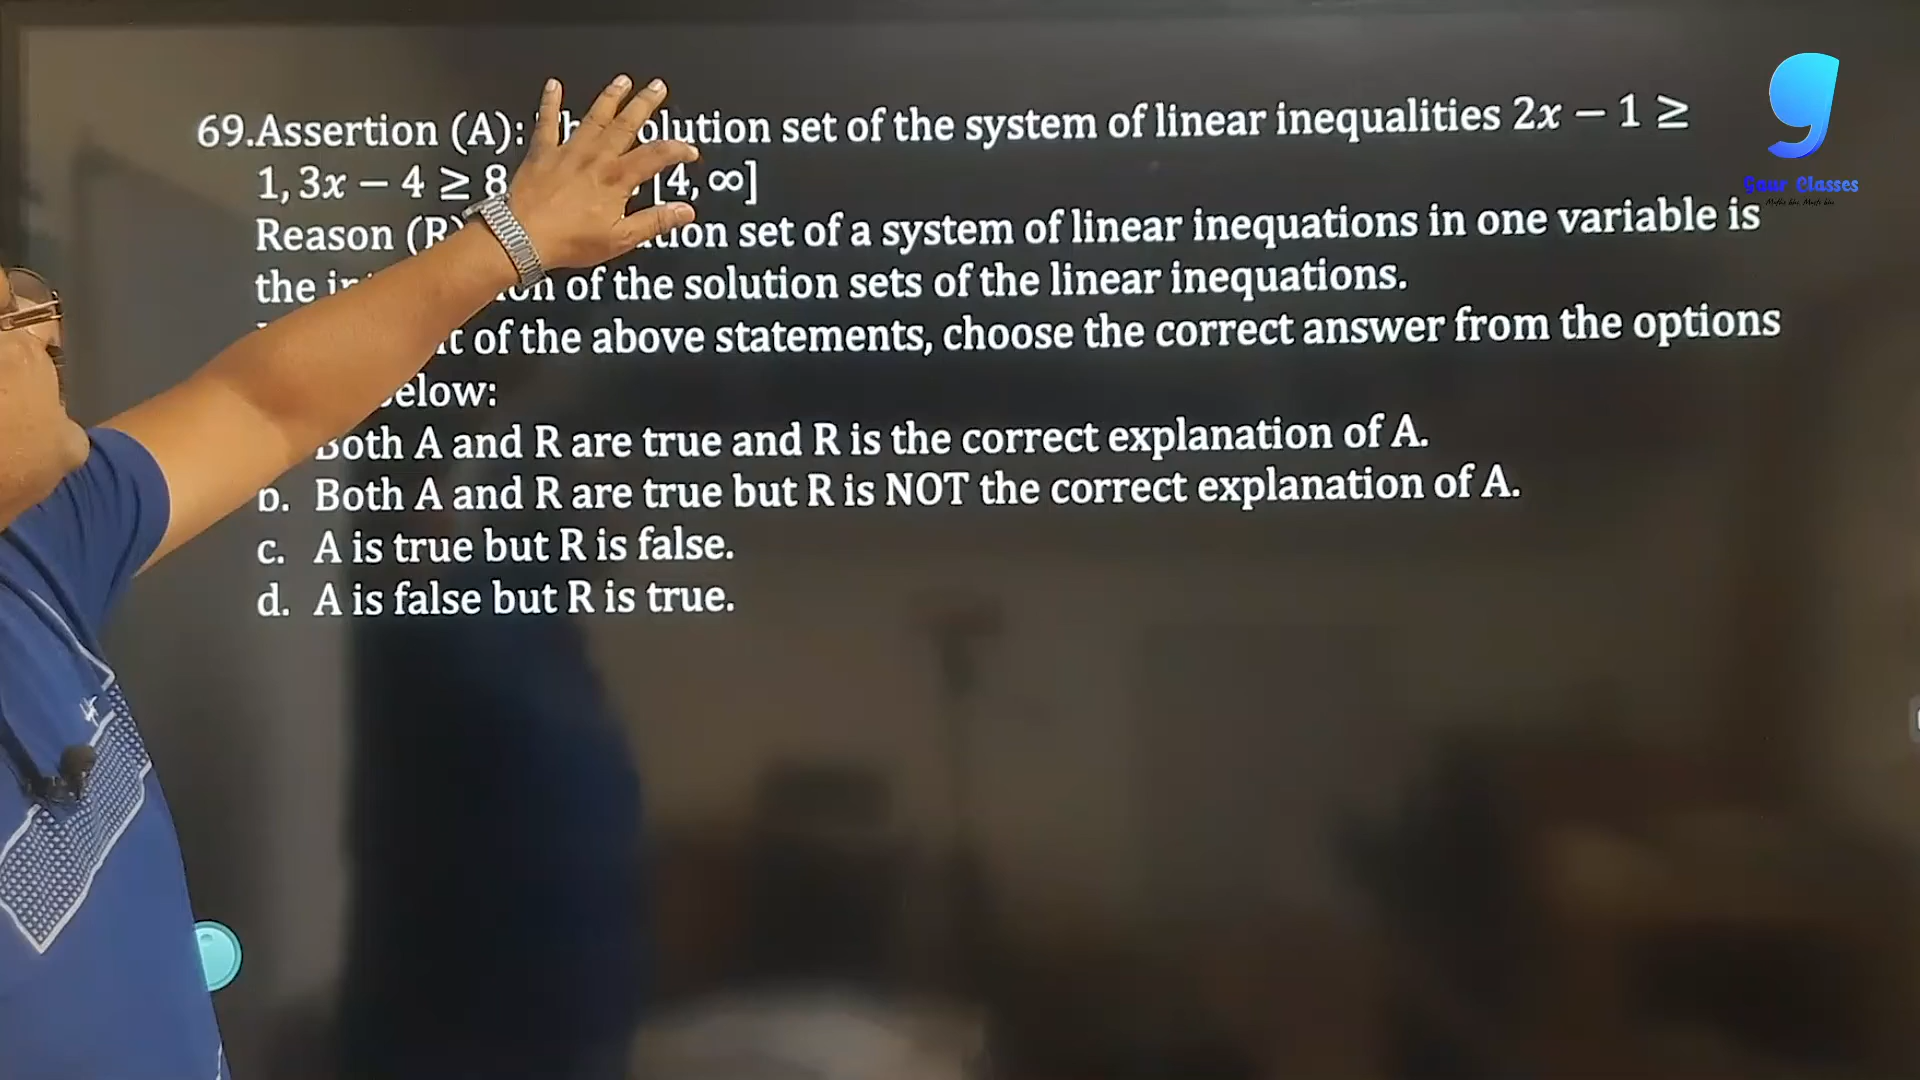 69.Assertion (A): olution set of the system of linear inequalities 2x − 1 ≥
1, 3x − 4 ≥ 8 [4, ∞]
Reason (R) set of a system of linear inequations in one variable is
the of the solution sets of the linear inequations.
of the above statements, choose the correct answer from the options
elow:
Both A and R are true and R is the correct explanation of A.
b. Both A and R are true but R is NOT the correct explanation of A.
c. A is true but R is false.
d. A is false but R is true.
g
Gaur Classes